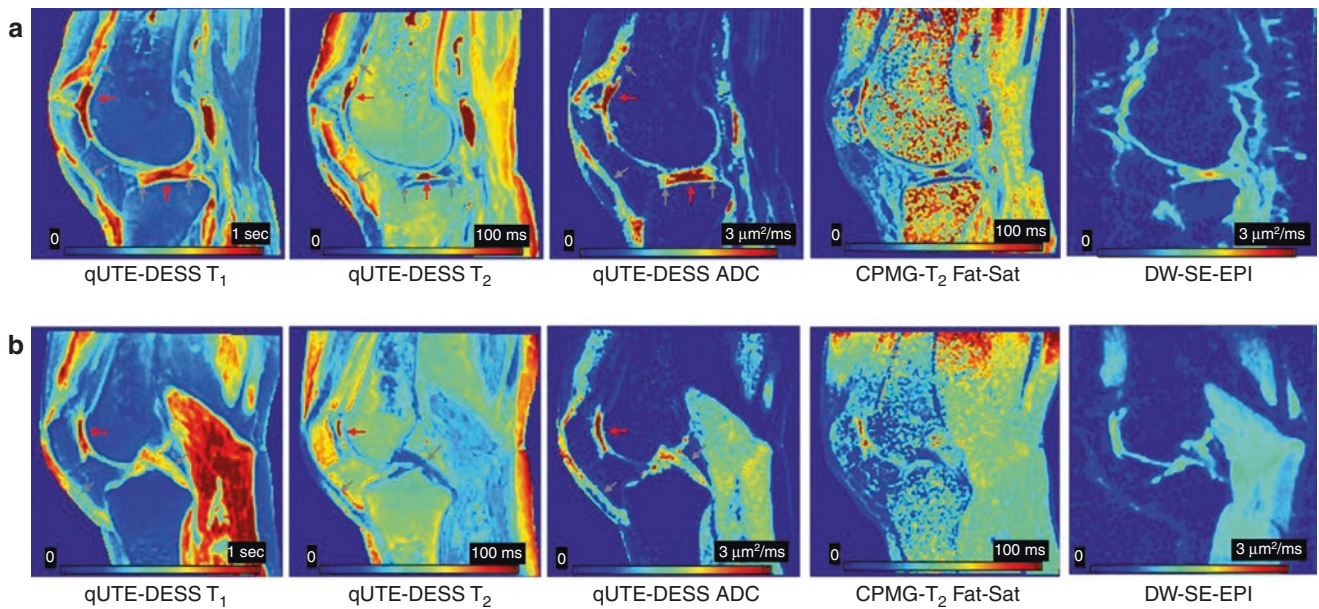 a
0 1 sec 0 100 ms 0 3 μm²/ms 0 100 ms 0 3 μm²/ms
qUTE-DESS T₁ qUTE-DESS T₂ qUTE-DESS ADC CPMG-T₂ Fat-Sat DW-SE-EPI
b
0 1 sec 0 100 ms 0 3 μm²/ms 0 100 ms 0 3 μm²/ms
qUTE-DESS T₁ qUTE-DESS T₂ qUTE-DESS ADC CPMG-T₂ Fat-Sat DW-SE-EPI